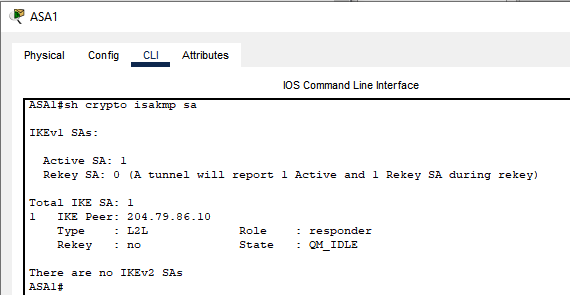 ASA1
Physical Config CLI Attributes
IOS Command Line Interface
ASA1#sh crypto isakmp sa
IKEv1 SAs:
Active SA: 1
Rekey SA: 0 (A tunnel will report 1 Active and 1 Rekey SA during rekey)
Total IKE SA: 1
1 IKE Peer: 204.79.86.10
Type : L2L Role : responder
Rekey : no State : QM_IDLE
There are no IKEv2 SAs
ASA1#